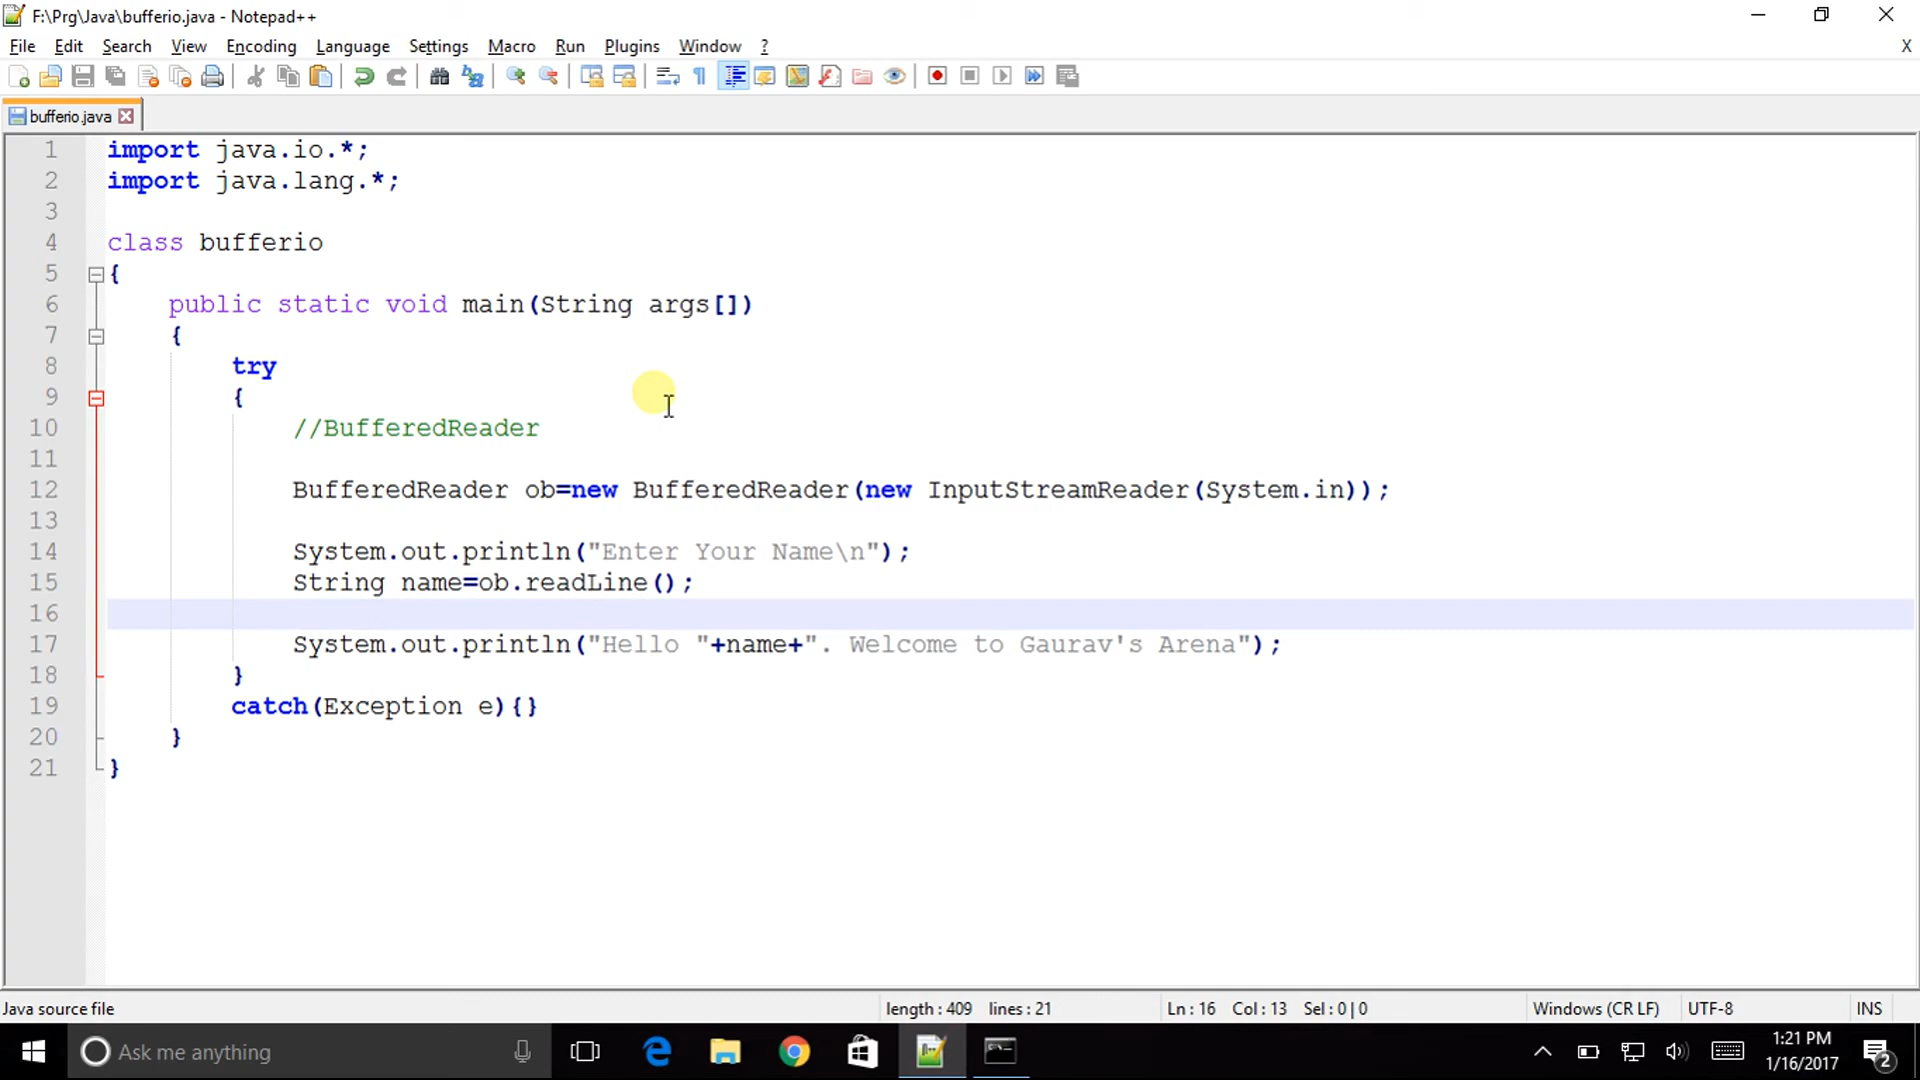 F:\Prg\Java\bufferio.java - Notepad++
File Edit Search View Encoding Language Settings Macro Run Plugins Window ? X
bufferio.java
1 import java.io.*;
2 import java.lang.*;
3
4 class bufferio
5 {
6 public static void main(String args[])
7 {
8 try
9 {
10 //BufferedReader
11
12 BufferedReader ob=new BufferedReader(new InputStreamReader(System.in));
13
14 System.out.println("Enter Your Name\n");
15 String name=ob.readLine();
16
17 System.out.println("Hello "+name+". Welcome to Gaurav's Arena");
18 }
19 catch(Exception e){}
20 }
21 }
Java source file length : 409 lines : 21 Ln : 16 Col : 13 Sel : 0 | 0 Windows (CR LF) UTF-8 INS
Ask me anything
1:21 PM
1/16/2017
2